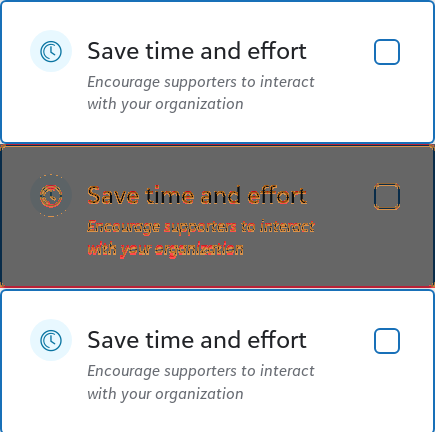 Save time and effort
Encourage supporters to interact
with your organization
Save time and effort
Encourage supporters to interact
with your organization
Save time and effort
Encourage supporters to interact
with your organization